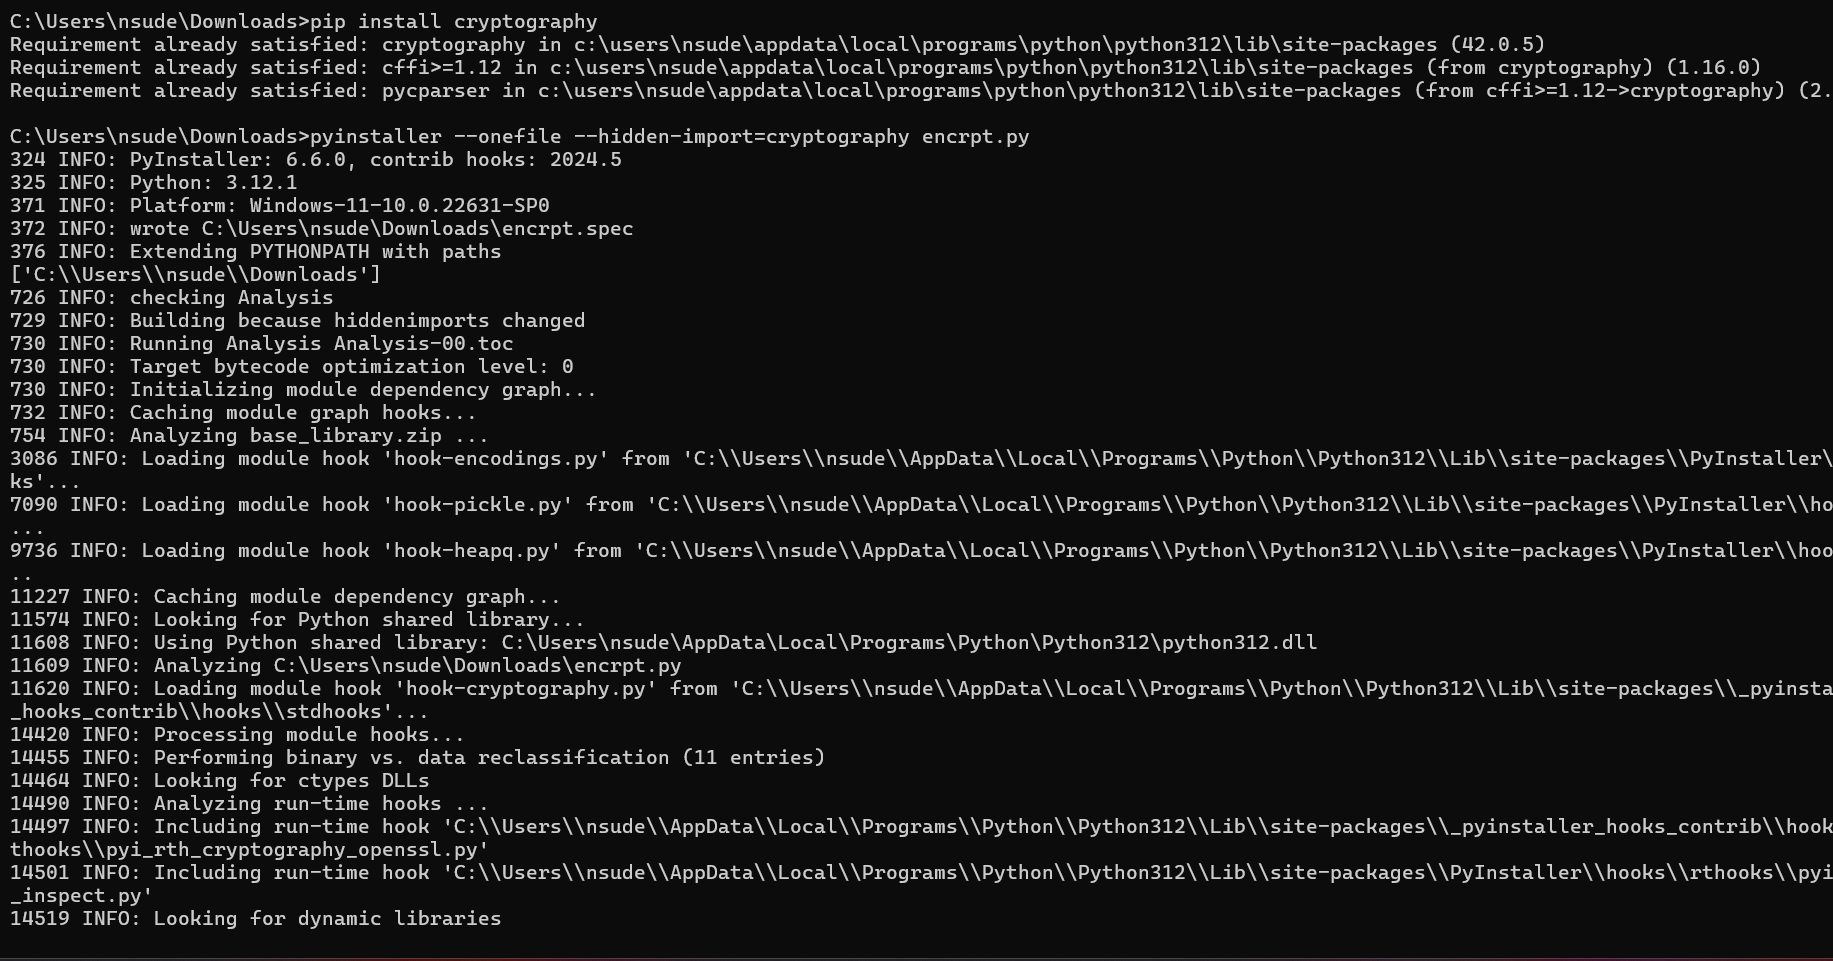 C:\Users\nsude\Downloads>pip install cryptography
Requirement already satisfied: cryptography in c:\users\nsude\appdata\local\programs\python\python312\lib\site-packages (42.0.5)
Requirement already satisfied: cffi>=1.12 in c:\users\nsude\appdata\local\programs\python\python312\lib\site-packages (from cryptography) (1.16.0)
Requirement already satisfied: pycparser in c:\users\nsude\appdata\local\programs\python\python312\lib\site-packages (from cffi>=1.12->cryptography) (2.
C:\Users\nsude\Downloads>pyinstaller --onefile --hidden-import=cryptography encrpt.py
324 INFO: PyInstaller: 6.6.0, contrib hooks: 2024.5
325 INFO: Python: 3.12.1
371 INFO: Platform: Windows-11-10.0.22631-SP0
372 INFO: wrote C:\Users\nsude\Downloads\encrpt.spec
376 INFO: Extending PYTHONPATH with paths
['C:\\Users\\nsude\\Downloads']
726 INFO: checking Analysis
729 INFO: Building because hiddenimports changed
730 INFO: Running Analysis Analysis-00.toc
730 INFO: Target bytecode optimization level: 0
730 INFO: Initializing module dependency graph...
732 INFO: Caching module graph hooks...
754 INFO: Analyzing base_library.zip ...
3086 INFO: Loading module hook 'hook-encodings.py' from 'C:\\Users\\nsude\\AppData\\Local\\Programs\\Python\\Python312\\Lib\\site-packages\\PyInstaller\
ks'...
7090 INFO: Loading module hook 'hook-pickle.py' from 'C:\\Users\\nsude\\AppData\\Local\\Programs\\Python\\Python312\\Lib\\site-packages\\PyInstaller\\ho
...
9736 INFO: Loading module hook 'hook-heapq.py' from 'C:\\Users\\nsude\\AppData\\Local\\Programs\\Python\\Python312\\Lib\\site-packages\\PyInstaller\\hoo
..
11227 INFO: Caching module dependency graph...
11574 INFO: Looking for Python shared library...
11608 INFO: Using Python shared library: C:\Users\nsude\AppData\Local\Programs\Python\Python312\python312.dll
11609 INFO: Analyzing C:\Users\nsude\Downloads\encrpt.py
11620 INFO: Loading module hook 'hook-cryptography.py' from 'C:\\Users\\nsude\\AppData\\Local\\Programs\\Python\\Python312\\Lib\\site-packages\\_pyinsta
_hooks_contrib\\hooks\\stdhooks'...
14420 INFO: Processing module hooks...
14455 INFO: Performing binary vs. data reclassification (11 entries)
14464 INFO: Looking for ctypes DLLs
14490 INFO: Analyzing run-time hooks ...
14497 INFO: Including run-time hook 'C:\\Users\\nsude\\AppData\\Local\\Programs\\Python\\Python312\\Lib\\site-packages\\_pyinstaller_hooks_contrib\\hook
thooks\\pyi_rth_cryptography_openssl.py'
14501 INFO: Including run-time hook 'C:\\Users\\nsude\\AppData\\Local\\Programs\\Python\\Python312\\Lib\\site-packages\\PyInstaller\\hooks\\rthooks\\pyi
_inspect.py'
14519 INFO: Looking for dynamic libraries